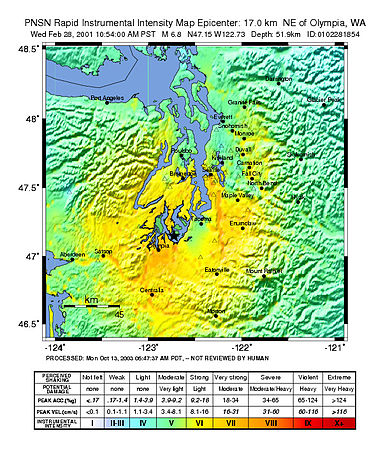 PNSN Rapid Instrumental Intensity Map Epicenter: 17.0 km NE of Olympia, WA
Wed Feb 28, 2001 10:54:00 AM PST M 6.8 N47.15 W122.73 Depth: 51.9km ID:0102281854
48.5
Darrington
Port Angeles
Granite Falls
Glacier Peak
48
Everett
Snohomish
Monroe
Poulsbo
Duvall
Kirkland
Carnation
Bremerton
Seattle
Fall City
47.5
North Bend
Maple Valley
Tacoma
Enumclaw
Olympia
47
Aberdeen
Satsop
Eatonville
Mount Rainier
Centralia
km
0
45
Morton
46.5
-124
-123
-122
-121
PROCESSED: Mon Oct 13, 2003 05:47:37 AM PDT, -- NOT REVIEWED BY HUMAN
PERCEIVED SHAKING Not felt Weak Light Moderate Strong Very strong Severe Violent Extreme
POTENTIAL DAMAGE none none none Very light Light Moderate Moderate/Heavy Heavy Very Heavy
PEAK ACC.(%g) <.17 .17-1.4 1.4-3.9 3.9-9.2 9.2-18 18-34 34-65 65-124 >124
PEAK VEL.(cm/s) <0.1 0.1-1.1 1.1-3.4 3.4-8.1 8.1-16 16-31 31-60 60-116 >116
INSTRUMENTAL INTENSITY I II-III IV V VI VII VIII IX X+